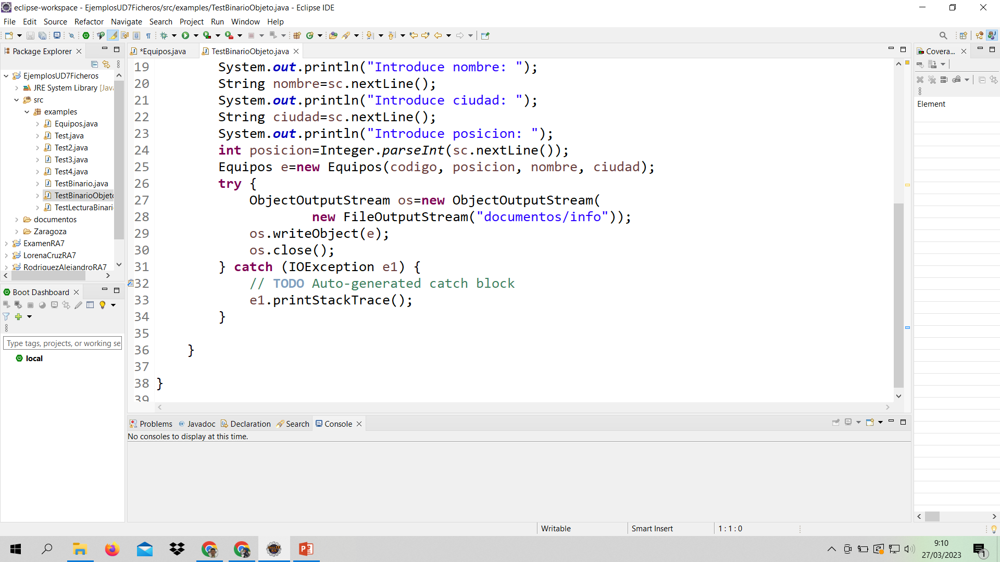 eclipse-workspace - EjemplosUD7Ficheros/src/examples/TestBinarioObjeto.java - Eclipse IDE
File Edit Source Refactor Navigate Search Project Run Window Help
Package Explorer
EjemplosUD7Ficheros
JRE System Library [Java
src
examples
Equipos.java
Test.java
Test2.java
Test3.java
Test4.java
TestBinario.java
TestBinarioObjeto
TestLecturaBinari
documentos
Zaragoza
ExamenRA7
LorenaCruzRA7
RodriguezAlejandroRA7
Boot Dashboard
Type tags, projects, or working se
local
*Equipos.java TestBinarioObjeto.java
19 System.out.println("Introduce nombre: ");
20 String nombre=sc.nextLine();
21 System.out.println("Introduce ciudad: ");
22 String ciudad=sc.nextLine();
23 System.out.println("Introduce posicion: ");
24 int posicion=Integer.parseInt(sc.nextLine());
25 Equipos e=new Equipos(codigo, posicion, nombre, ciudad);
26 try {
27 ObjectOutputStream os=new ObjectOutputStream(
28 new FileOutputStream("documentos/info"));
29 os.writeObject(e);
30 os.close();
31 } catch (IOException e1) {
32 // TODO Auto-generated catch block
33 e1.printStackTrace();
34 }
35
36 }
37
38 }
39
Problems Javadoc Declaration Search Console
No consoles to display at this time.
Covera...
Element
Writable Smart Insert 1 : 1 : 0
9:10
27/03/2023
1